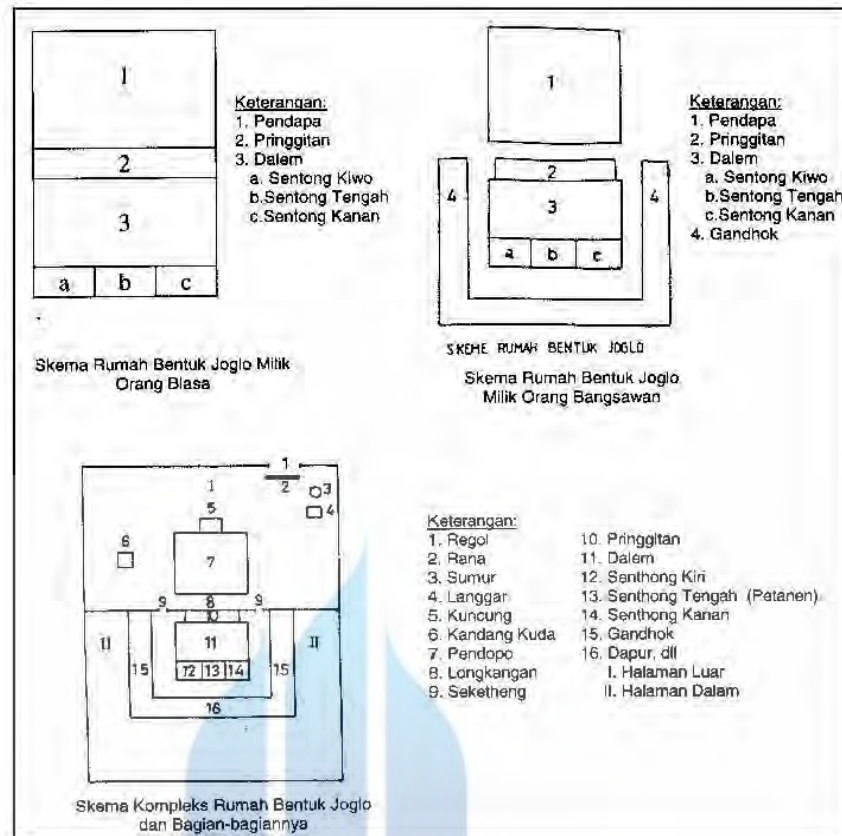 1
2
3
a b c
Keterangan:
1. Pendapa
2. Pringgitan
3. Dalem
a. Sentong Kiwo
b.Sentong Tengah
c.Sentong Kanan
Skema Rumah Bentuk Joglo Milik
Orang Biasa
1
2
4 3 4
a b c
SKEME RUMAH BENTUK JOGLO
Keterangan:
1. Pendapa
2. Pringgitan
3. Dalem
a. Sentong Kiwo
b.Sentong Tengah
c.Sentong Kanan
4. Gandhok
Skema Rumah Bentuk Joglo
Milik Orang Bangsawan
1
I 2 3
5 4
6
7
9 8 9
10
II 11 II
15 12 13 14 15
16
Skema Kompleks Rumah Bentuk Joglo
dan Bagian-bagiannya
Keterangan:
1. Regol
2. Rana
3. Sumur
4. Langgar
5. Kuncung
6. Kandang Kuda
7. Pendopo
8. Longkangan
9. Seketheng
10. Pringgitan
11. Dalem
12. Senthong Kiri
13. Senthong Tengah (Petanen)
14. Senthong Kanan
15. Gandhok
16. Dapur, dll
I. Halaman Luar
II. Halaman Dalam